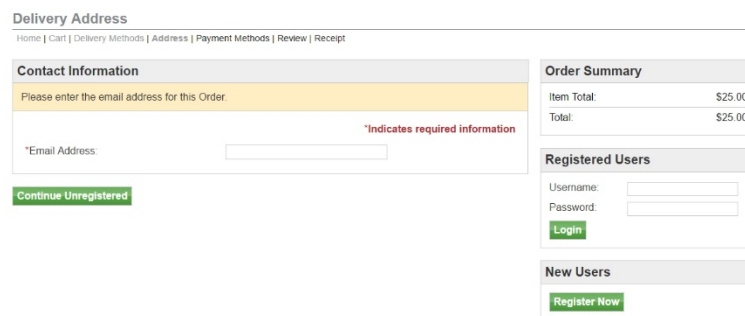 Delivery Address
Home | Cart | Delivery Methods | Address | Payment Methods | Review | Receipt
Contact Information
Please enter the email address for this Order.
*Indicates required information
*Email Address:
Continue Unregistered
Order Summary
Item Total: $25.00
Total: $25.00
Registered Users
Username:
Password:
Login
New Users
Register Now